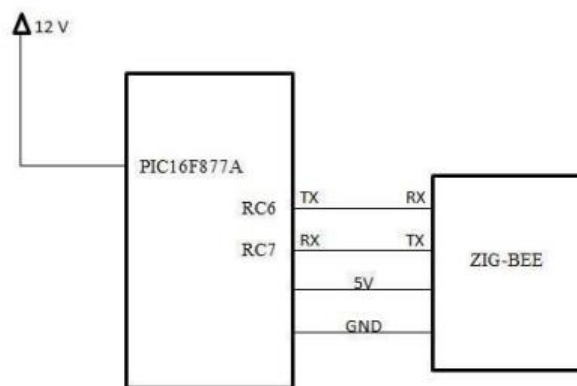 12 V
PIC16F877A
RC6 TX RX
RC7 RX TX
ZIG-BEE
5V
GND